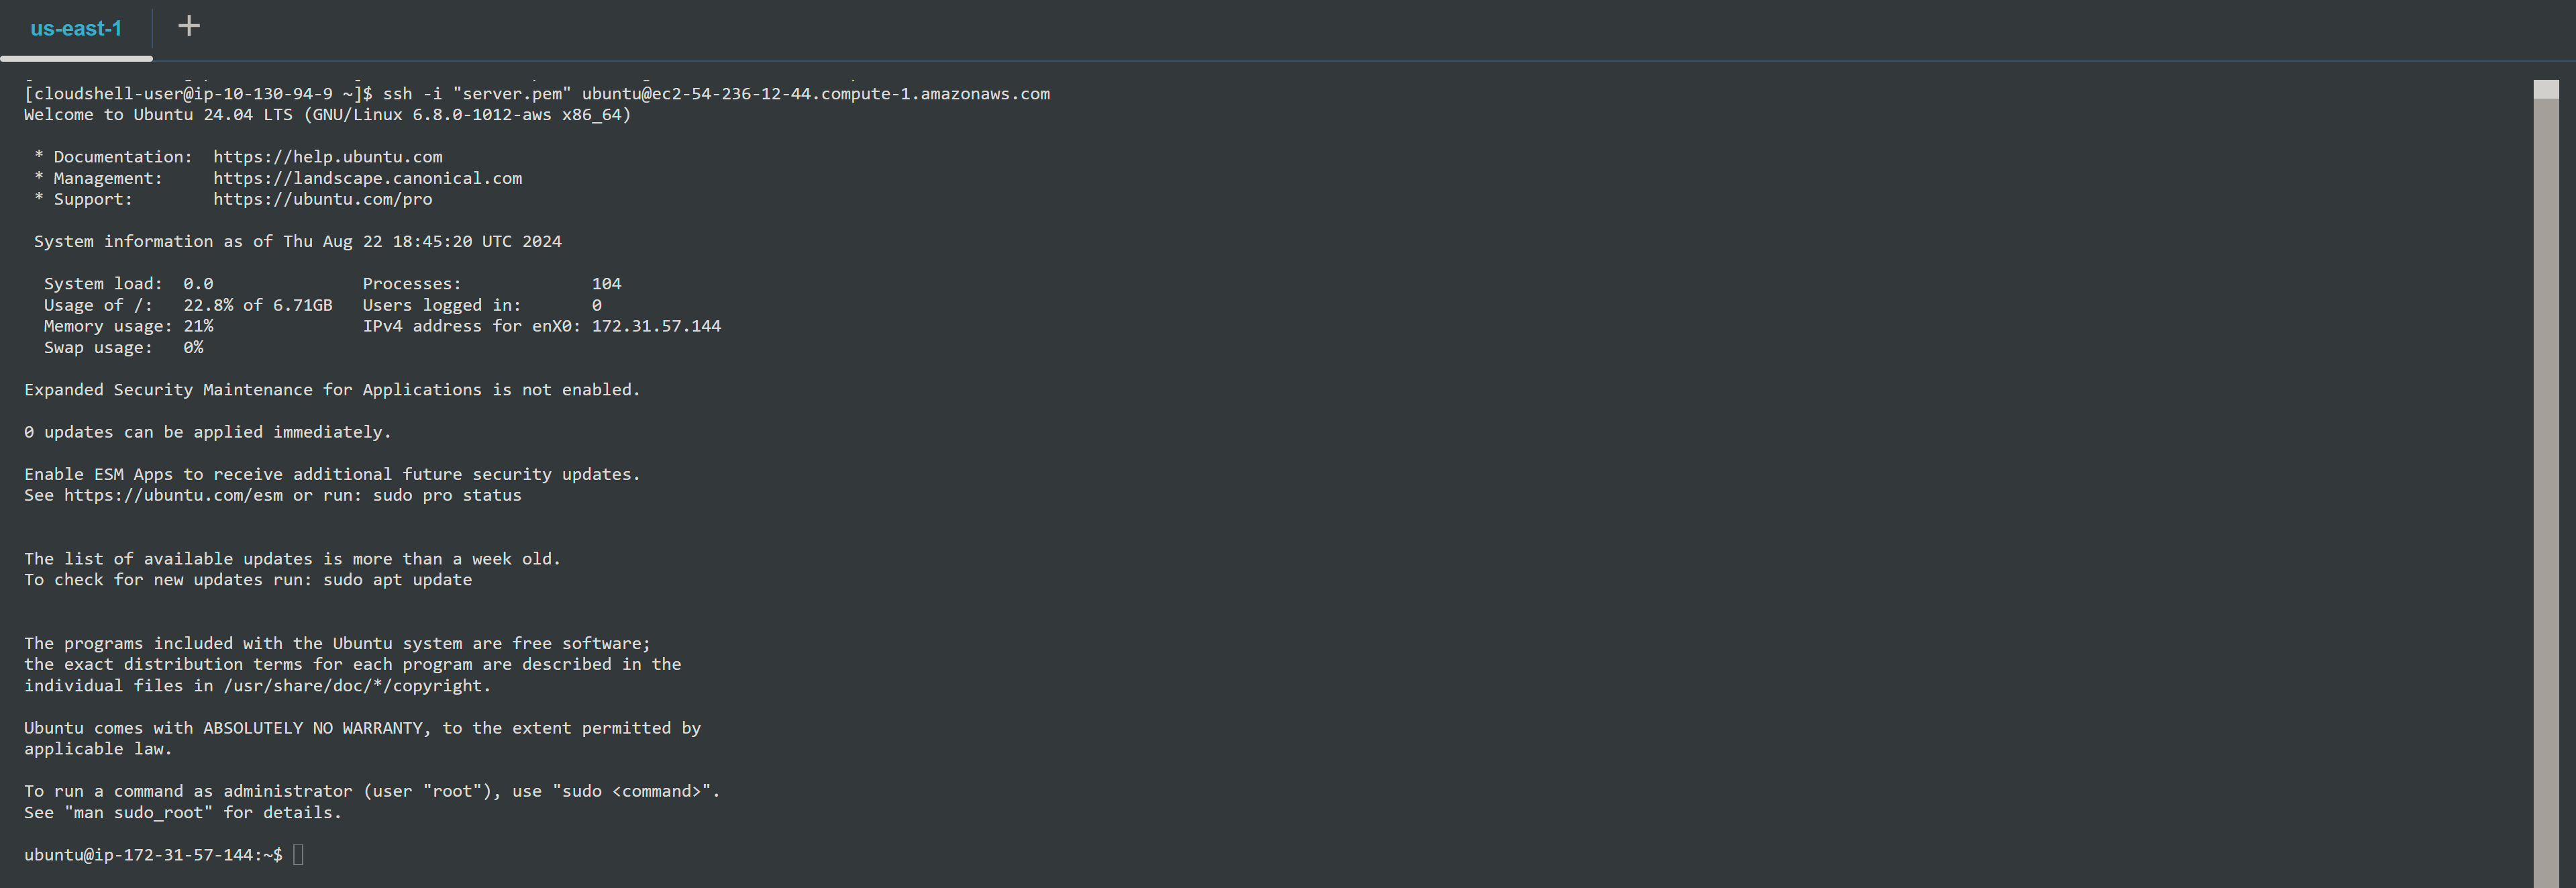 us-east-1 +
[cloudshell-user@ip-10-130-94-9 ~]$ ssh -i "server.pem" ubuntu@ec2-54-236-12-44.compute-1.amazonaws.com
Welcome to Ubuntu 24.04 LTS (GNU/Linux 6.8.0-1012-aws x86_64)

 * Documentation:  https://help.ubuntu.com
 * Management:     https://landscape.canonical.com
 * Support:        https://ubuntu.com/pro

 System information as of Thu Aug 22 18:45:20 UTC 2024

  System load:  0.0               Processes:             104
  Usage of /:   22.8% of 6.71GB   Users logged in:       0
  Memory usage: 21%               IPv4 address for enX0: 172.31.57.144
  Swap usage:   0%

Expanded Security Maintenance for Applications is not enabled.

0 updates can be applied immediately.

Enable ESM Apps to receive additional future security updates.
See https://ubuntu.com/esm or run: sudo pro status


The list of available updates is more than a week old.
To check for new updates run: sudo apt update


The programs included with the Ubuntu system are free software;
the exact distribution terms for each program are described in the
individual files in /usr/share/doc/*/copyright.

Ubuntu comes with ABSOLUTELY NO WARRANTY, to the extent permitted by
applicable law.

To run a command as administrator (user "root"), use "sudo <command>".
See "man sudo_root" for details.

ubuntu@ip-172-31-57-144:~$